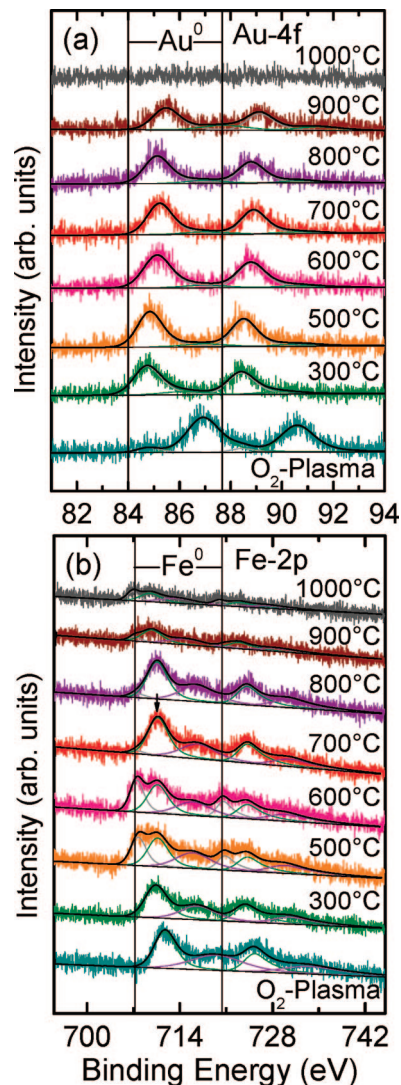 (a) Au⁰ Au-4f
1000°C
900°C
800°C
700°C
600°C
500°C
300°C
O₂-Plasma
Intensity (arb. units)
82 84 86 88 90 92 94
(b) Fe⁰ Fe-2p
1000°C
900°C
800°C
700°C
600°C
500°C
300°C
O₂-Plasma
Intensity (arb. units)
700 714 728 742
Binding Energy (eV)